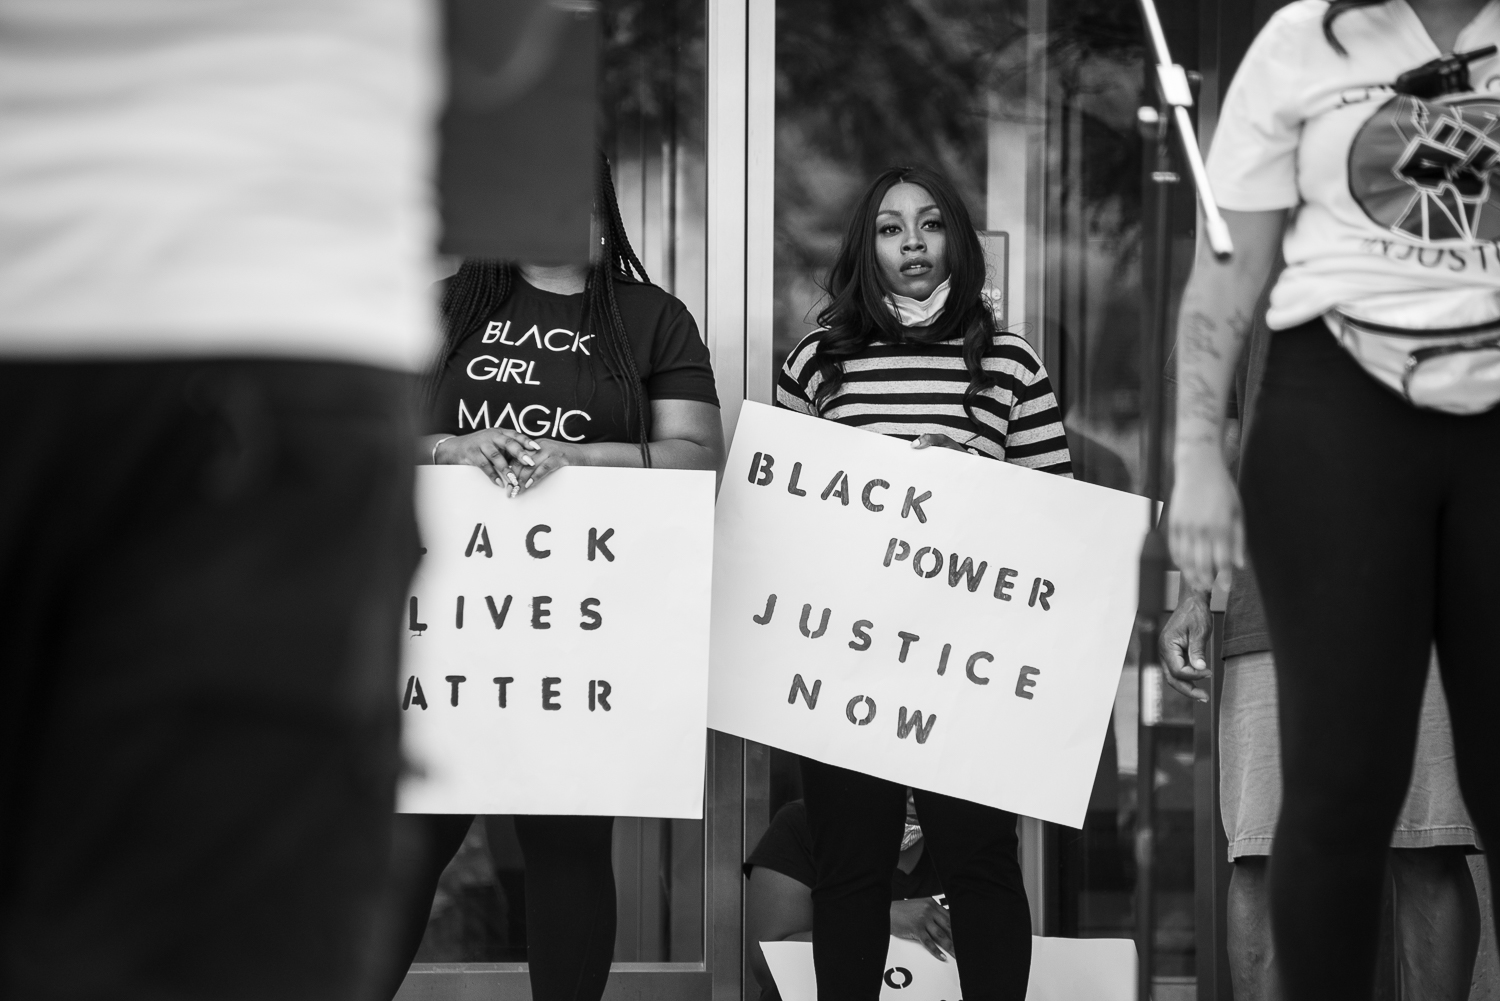 BLACK
GIRL
MAGIC
LACK
LIVES
ATTER
BLACK
POWER
JUSTICE
NOW